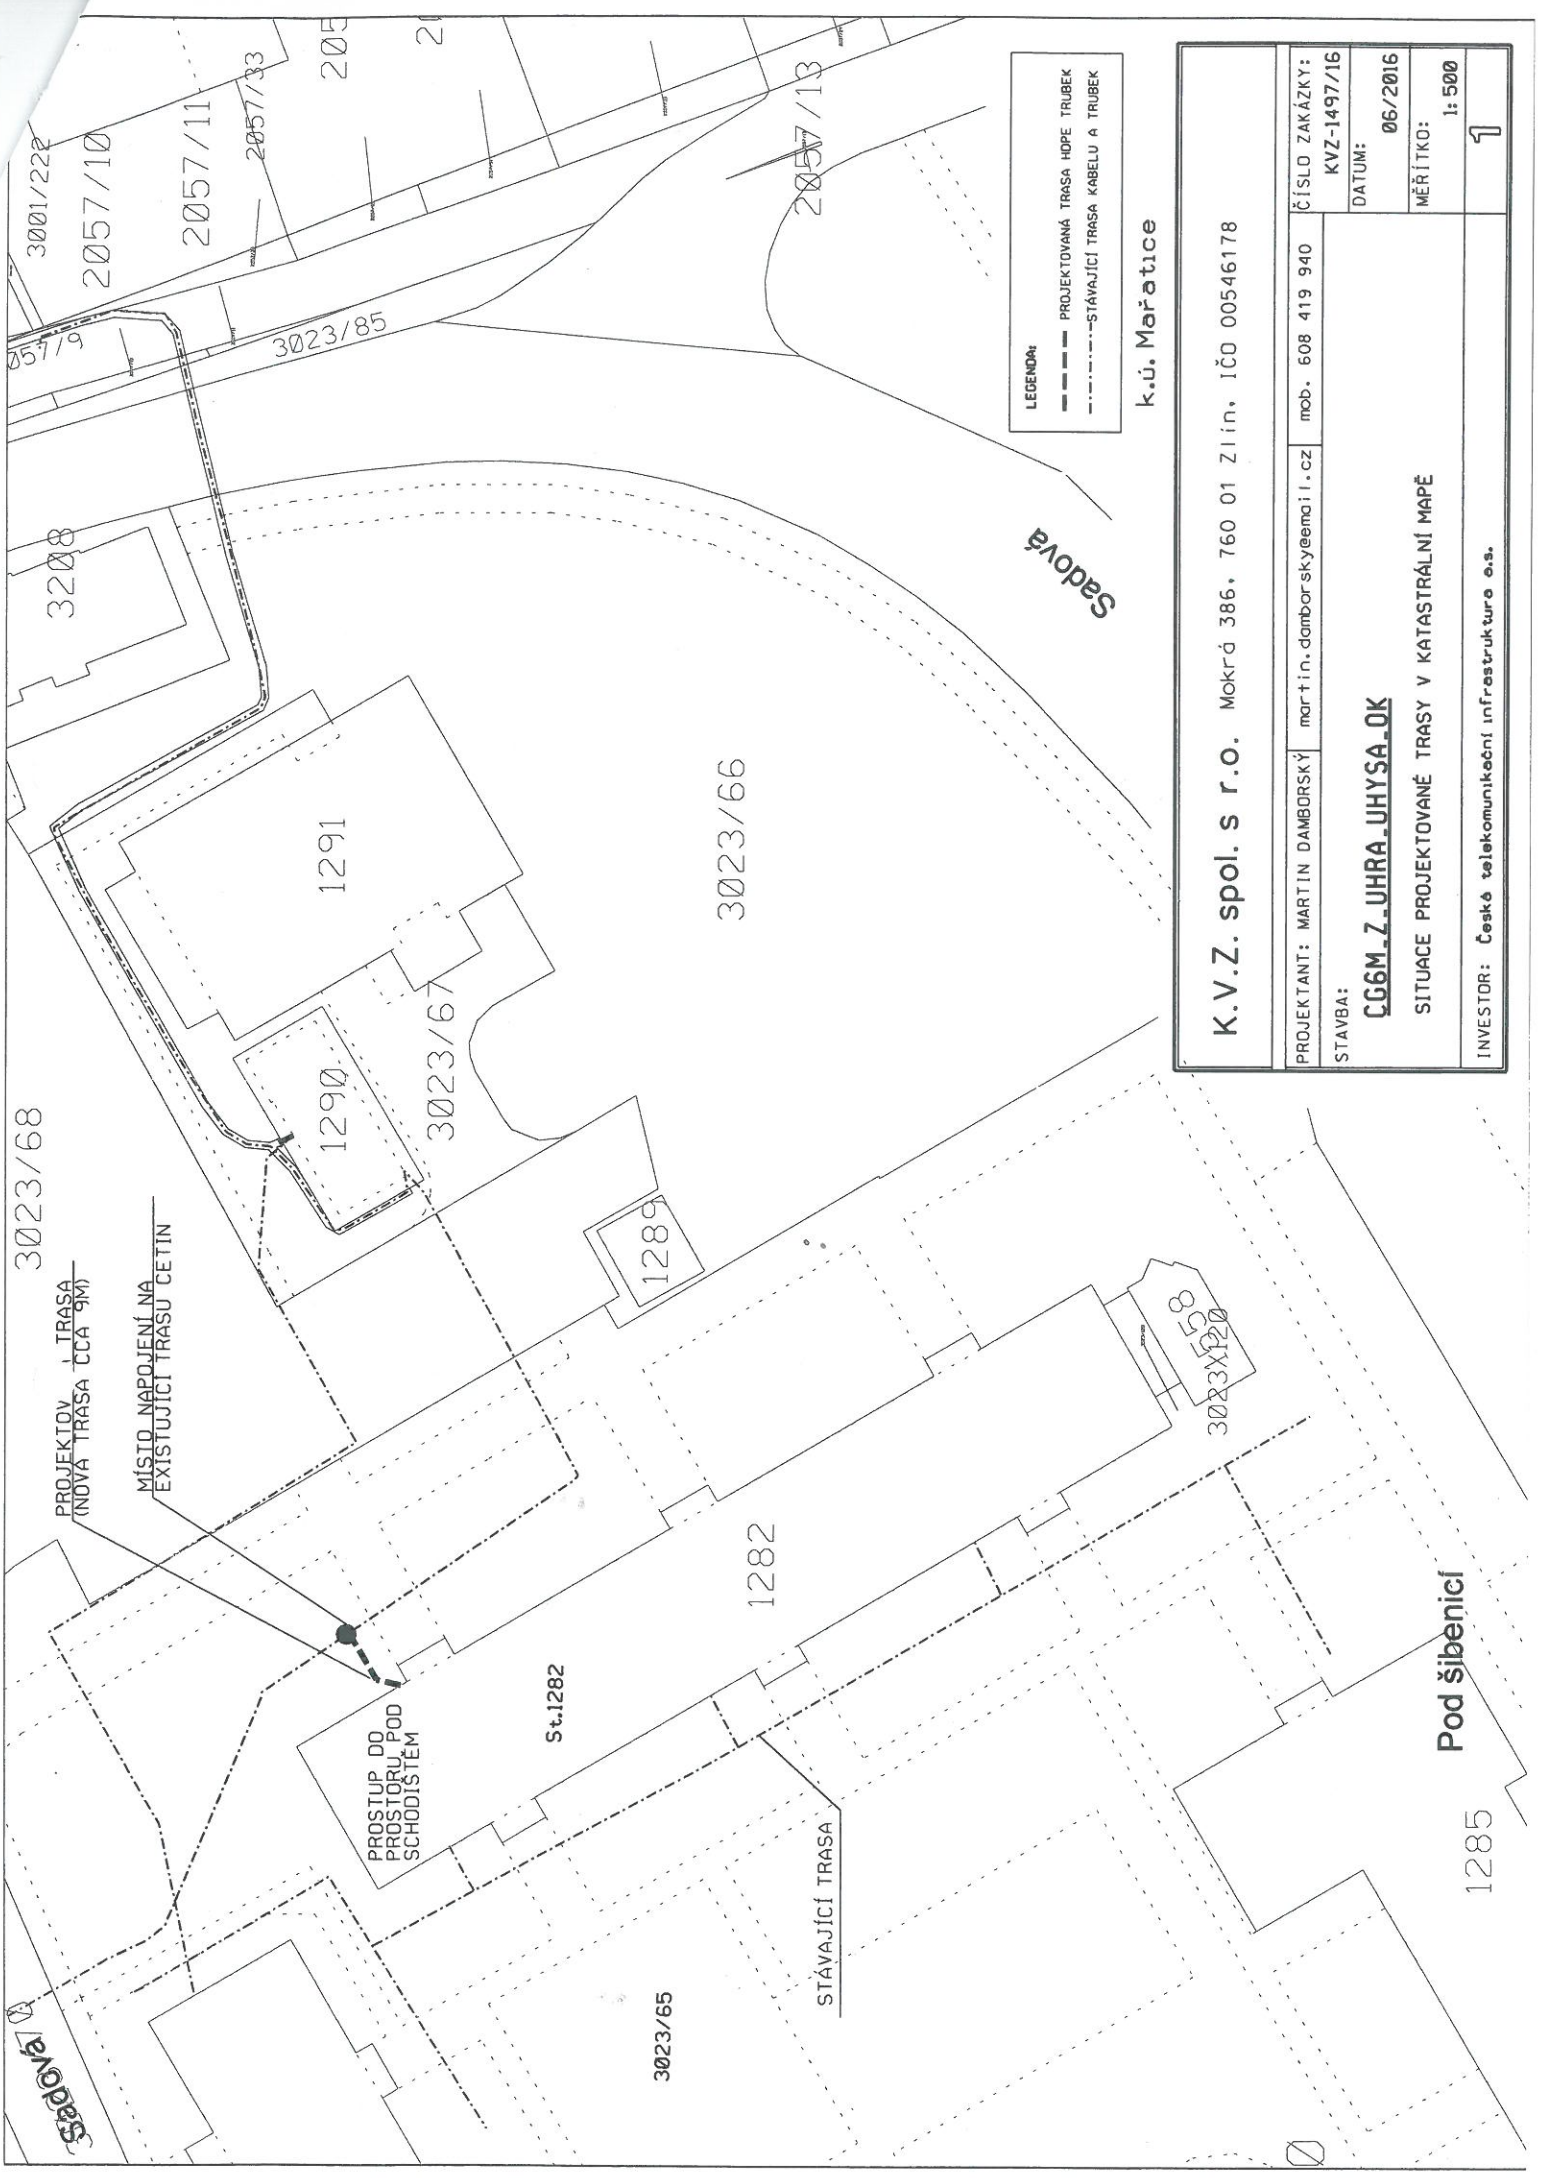 3023/68
PROJEKTOV TRASA
(NOVÁ TRASA CCA 9M)
MÍSTO NAPOJENÍ NA
EXISTUJÍCÍ TRASU CETIN
3208
3001/222
2057/10
2057/11
2057/33
057/9
3023/85
2057/13
1291
1290
3023/67
1289
3023/66
Sadová
Sadová
PROSTUP DO
PROSTORU POD
SCHODIŠTĚM
St.1282
1282
3023/65
STÁVAJÍCÍ TRASA
Pod šibenicí
1285
LEGENDA:
PROJEKTOVANÁ TRASA HDPE TRUBEK
STÁVAJÍCÍ TRASA KABELU A TRUBEK
k.ú. Mařatice
K.V.Z. spol. s r.o. Mokrá 386, 760 01 Zlín, IČO 00546178
PROJEKTANT: MARTIN DAMBORSKÝ martin.damborsky@email.cz mob. 608 419 940
ČÍSLO ZAKÁZKY:
KVZ-1497/16
STAVBA:
CG6M_Z_UHRA_UHYSA_OK
DATUM:
06/2016
SITUACE PROJEKTOVANÉ TRASY V KATASTRÁLNÍ MAPĚ
MĚŘÍTKO:
1:500
INVESTOR: Česká telekomunikační infrastruktura a.s.
1